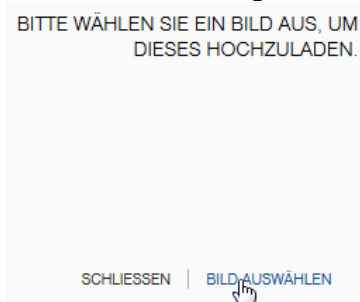 BITTE WÄHLEN SIE EIN BILD AUS, UM
DIESES HOCHZULADEN.
SCHLIESSEN | BILD AUSWÄHLEN